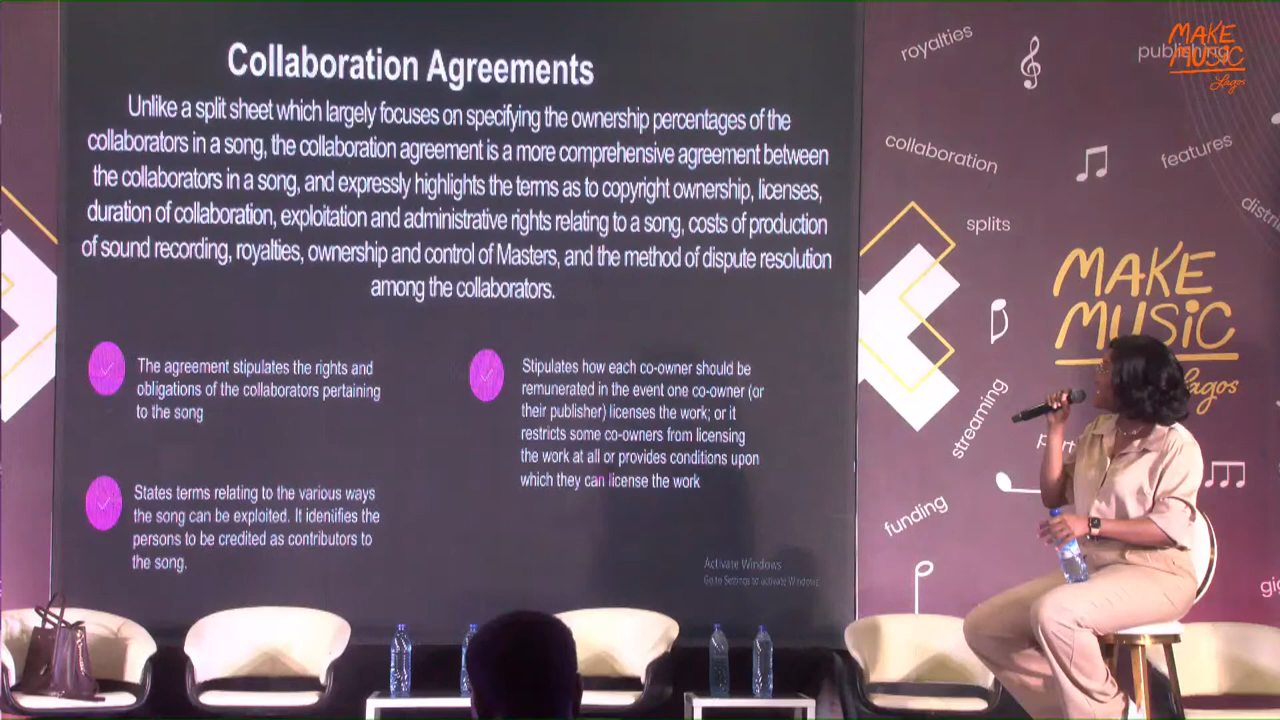 Collaboration Agreements
Unlike a split sheet which largely focuses on specifying the ownership percentages of the
collaborators in a song, the collaboration agreement is a more comprehensive agreement between
the collaborators in a song, and expressly highlights the terms as to copyright ownership, licenses,
duration of collaboration, exploitation and administrative rights relating to a song, costs of production
of sound recording, royalties, ownership and control of Masters, and the method of dispute resolution
among the collaborators.
The agreement stipulates the rights and
obligations of the collaborators pertaining
to the song
States terms relating to the various ways
the song can be exploited. It identifies the
persons to be credited as contributors to
the song.
Stipulates how each co-owner should be
remunerated in the event one co-owner (or
their publisher) licenses the work; or it
restricts some co-owners from licensing
the work at all or provides conditions upon
which they can license the work
Activate Windows
Go to Settings to activate Windows
royalties
publishing
MAKE
MUSIC
Lagos
collaboration
features
splits
MAKE
MUSIC
Lagos
streaming
funding